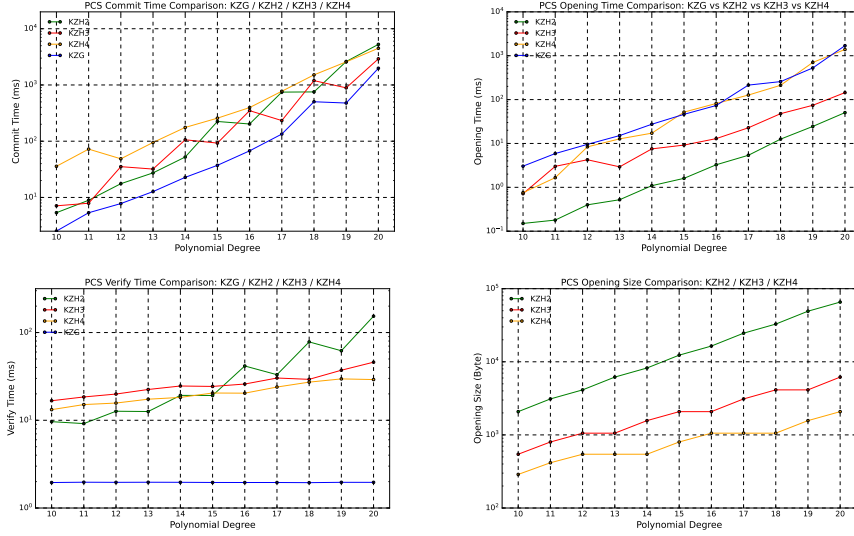 PCS Commit Time Comparison: KZG / KZH2 / KZH3 / KZH4
KZH2
KZH3
KZH4
KZG
Commit Time (ms)
10⁴
10³
10²
10¹
10 11 12 13 14 15 16 17 18 19 20
Polynomial Degree
PCS Opening Time Comparison: KZG vs KZH2 vs KZH3 vs KZH4
KZH2
KZH3
KZH4
KZG
Opening Time (ms)
10⁴
10³
10²
10¹
10⁰
10⁻¹
10 11 12 13 14 15 16 17 18 19 20
Polynomial Degree
PCS Verify Time Comparison: KZG / KZH2 / KZH3 / KZH4
KZH2
KZH3
KZH4
KZG
Verify Time (ms)
10²
10¹
10⁰
10 11 12 13 14 15 16 17 18 19 20
Polynomial Degree
PCS Opening Size Comparison: KZH2 / KZH3 / KZH4
KZH2
KZH3
KZH4
Opening Size (Byte)
10⁵
10⁴
10³
10²
10 11 12 13 14 15 16 17 18 19 20
Polynomial Degree